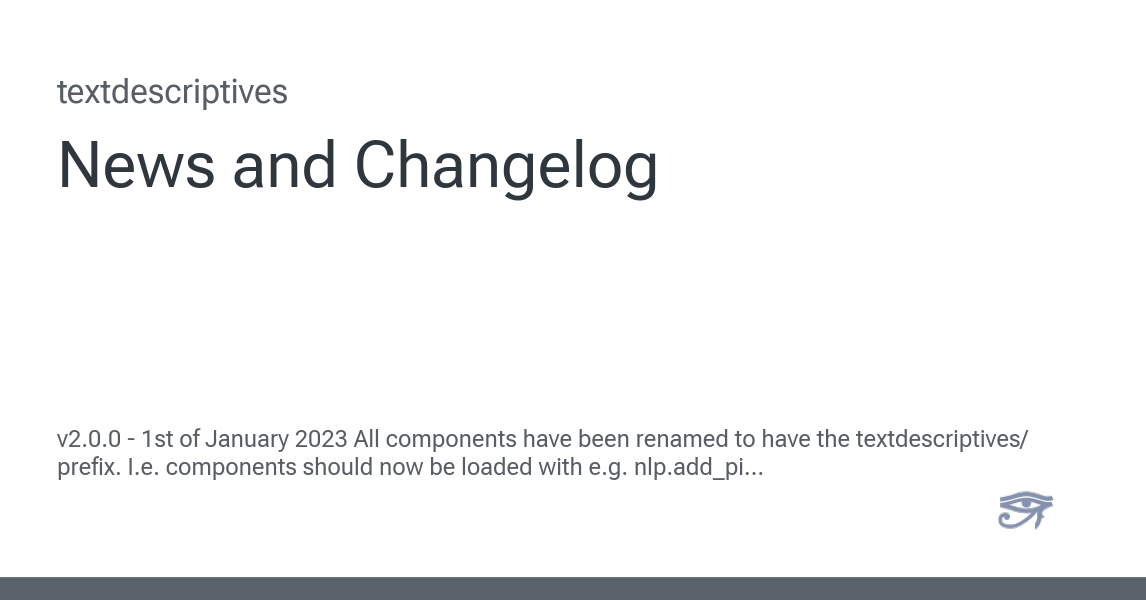 textdescriptives
News and Changelog
v2.0.0 - 1st of January 2023 All components have been renamed to have the textdescriptives/
prefix. I.e. components should now be loaded with e.g. nlp.add_pi...